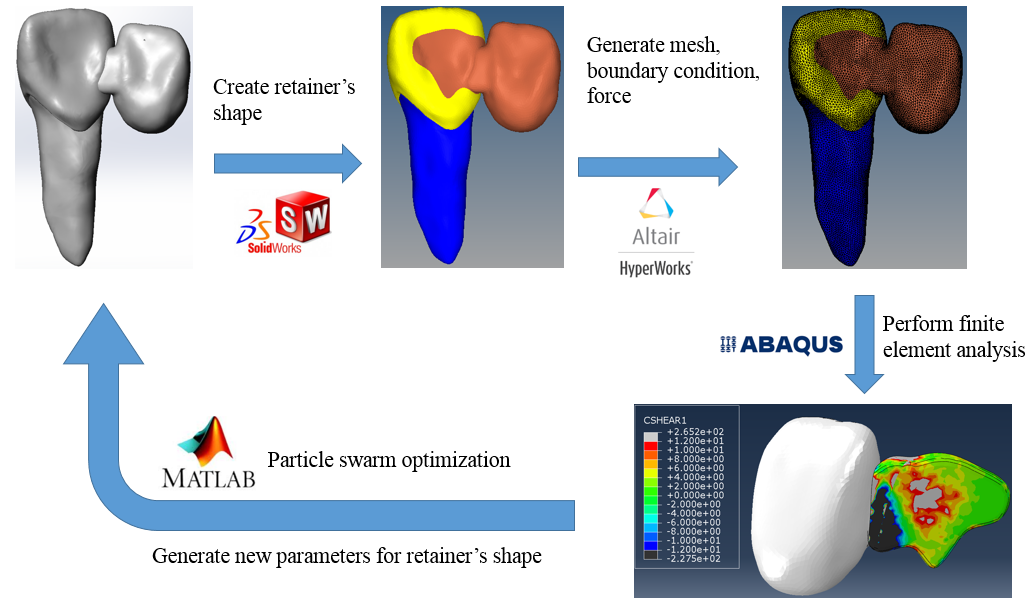 Create retainer's
shape
DS
SW
SolidWorks
Generate mesh,
boundary condition,
force
Altair
HyperWorks
Perform finite
element analysis
ABAQUS
CSHEAR1
+2.652e+02
+1.200e+01
+1.000e+01
+8.000e+00
+6.000e+00
+4.000e+00
+2.000e+00
+0.000e+00
-2.000e+00
-4.000e+00
-6.000e+00
-8.000e+00
-1.000e+01
-1.200e+01
-2.275e+02
MATLAB
Particle swarm optimization
Generate new parameters for retainer's shape